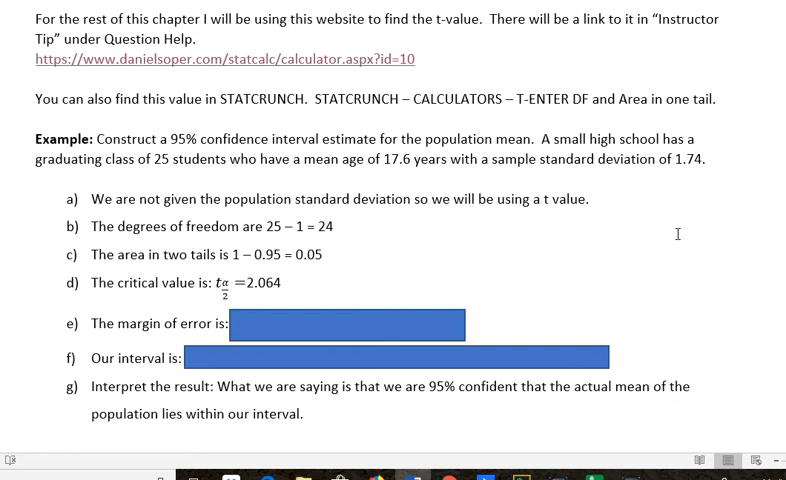 For the rest of this chapter I will be using this website to find the t-value.  There will be a link to it in “Instructor
Tip” under Question Help.
https://www.danielsoper.com/statcalc/calculator.aspx?id=10
You can also find this value in STATCRUNCH.  STATCRUNCH – CALCULATORS – T-ENTER DF and Area in one tail.
Example: Construct a 95% confidence interval estimate for the population mean.  A small high school has a
graduating class of 25 students who have a mean age of 17.6 years with a sample standard deviation of 1.74.
a) We are not given the population standard deviation so we will be using a t value.
b) The degrees of freedom are 25 – 1 = 24
c) The area in two tails is 1 – 0.95 = 0.05
d) The critical value is: t α/2 =2.064
e) The margin of error is:
f) Our interval is:
g) Interpret the result: What we are saying is that we are 95% confident that the actual mean of the
population lies within our interval.